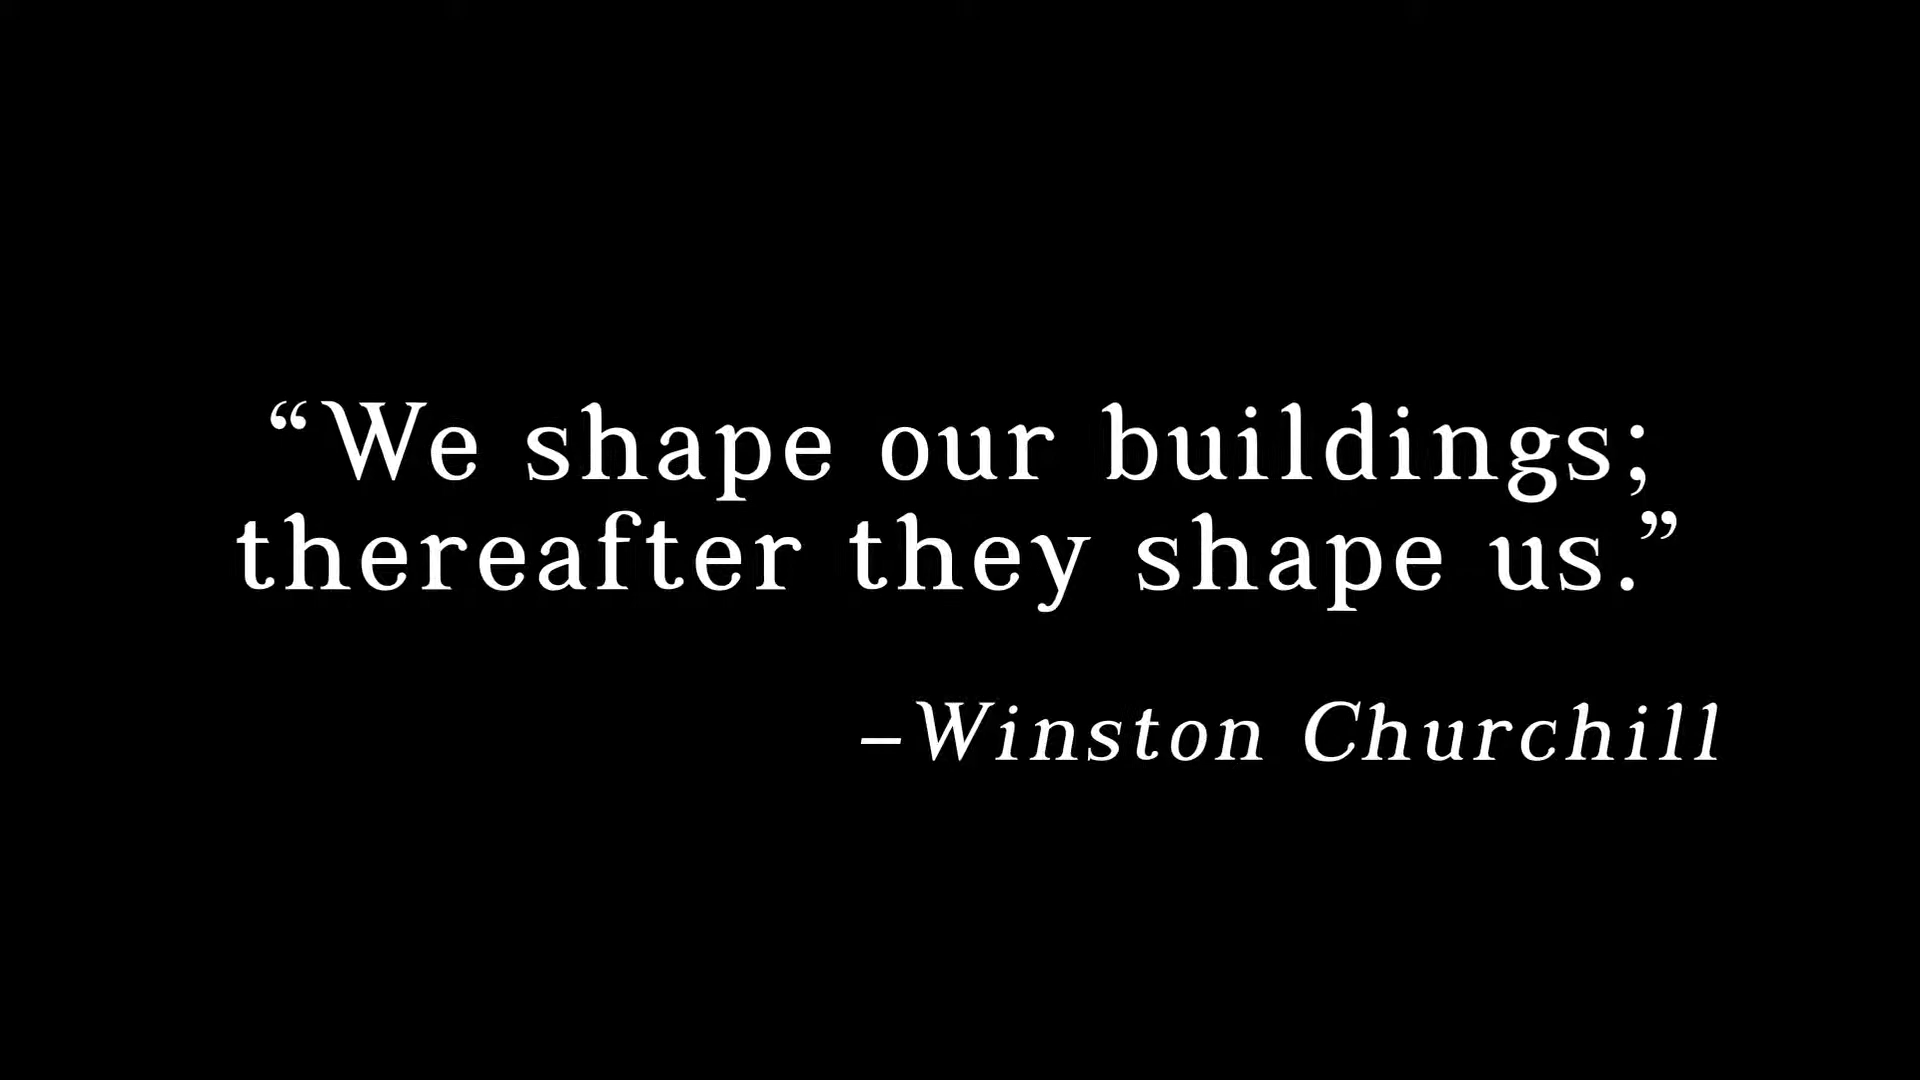 “We shape our buildings;
thereafter they shape us.”
–Winston Churchill